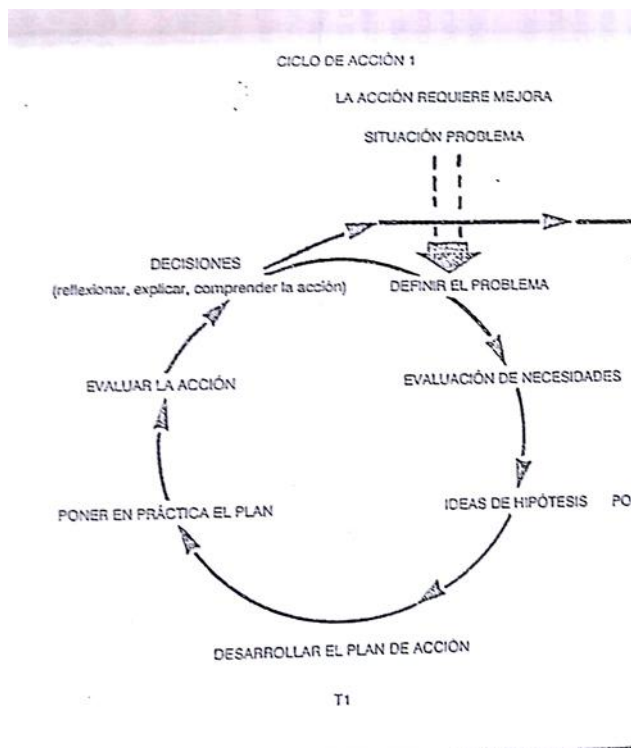 CICLO DE ACCIÓN 1
LA ACCIÓN REQUIERE MEJORA
SITUACIÓN PROBLEMA
DECISIONES
(reflexionar, explicar, comprender la acción)
DEFINIR EL PROBLEMA
EVALUAR LA ACCIÓN
EVALUACIÓN DE NECESIDADES
PONER EN PRÁCTICA EL PLAN
IDEAS DE HIPÓTESIS
PO
DESARROLLAR EL PLAN DE ACCIÓN
T1